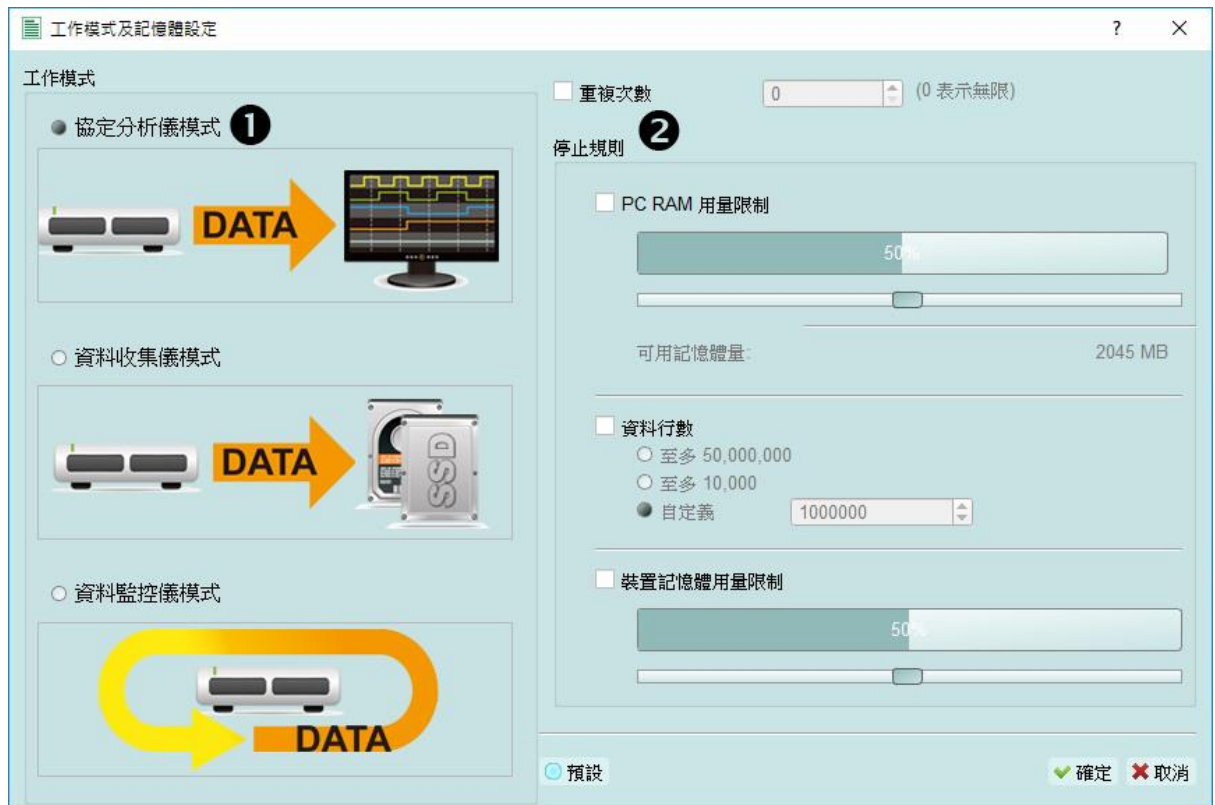 工作模式及記憶體設定
?
工作模式
協定分析儀模式 ❶
DATA
資料收集儀模式
DATA
SSD
資料監控儀模式
DATA
重複次數 0 (0 表示無限)
❷
停止規則
PC RAM 用量限制
50%
可用記憶體量: 2045 MB
資料行數
至多 50,000,000
至多 10,000
自定義 1000000
裝置記憶體用量限制
50%
預設
確定 取消